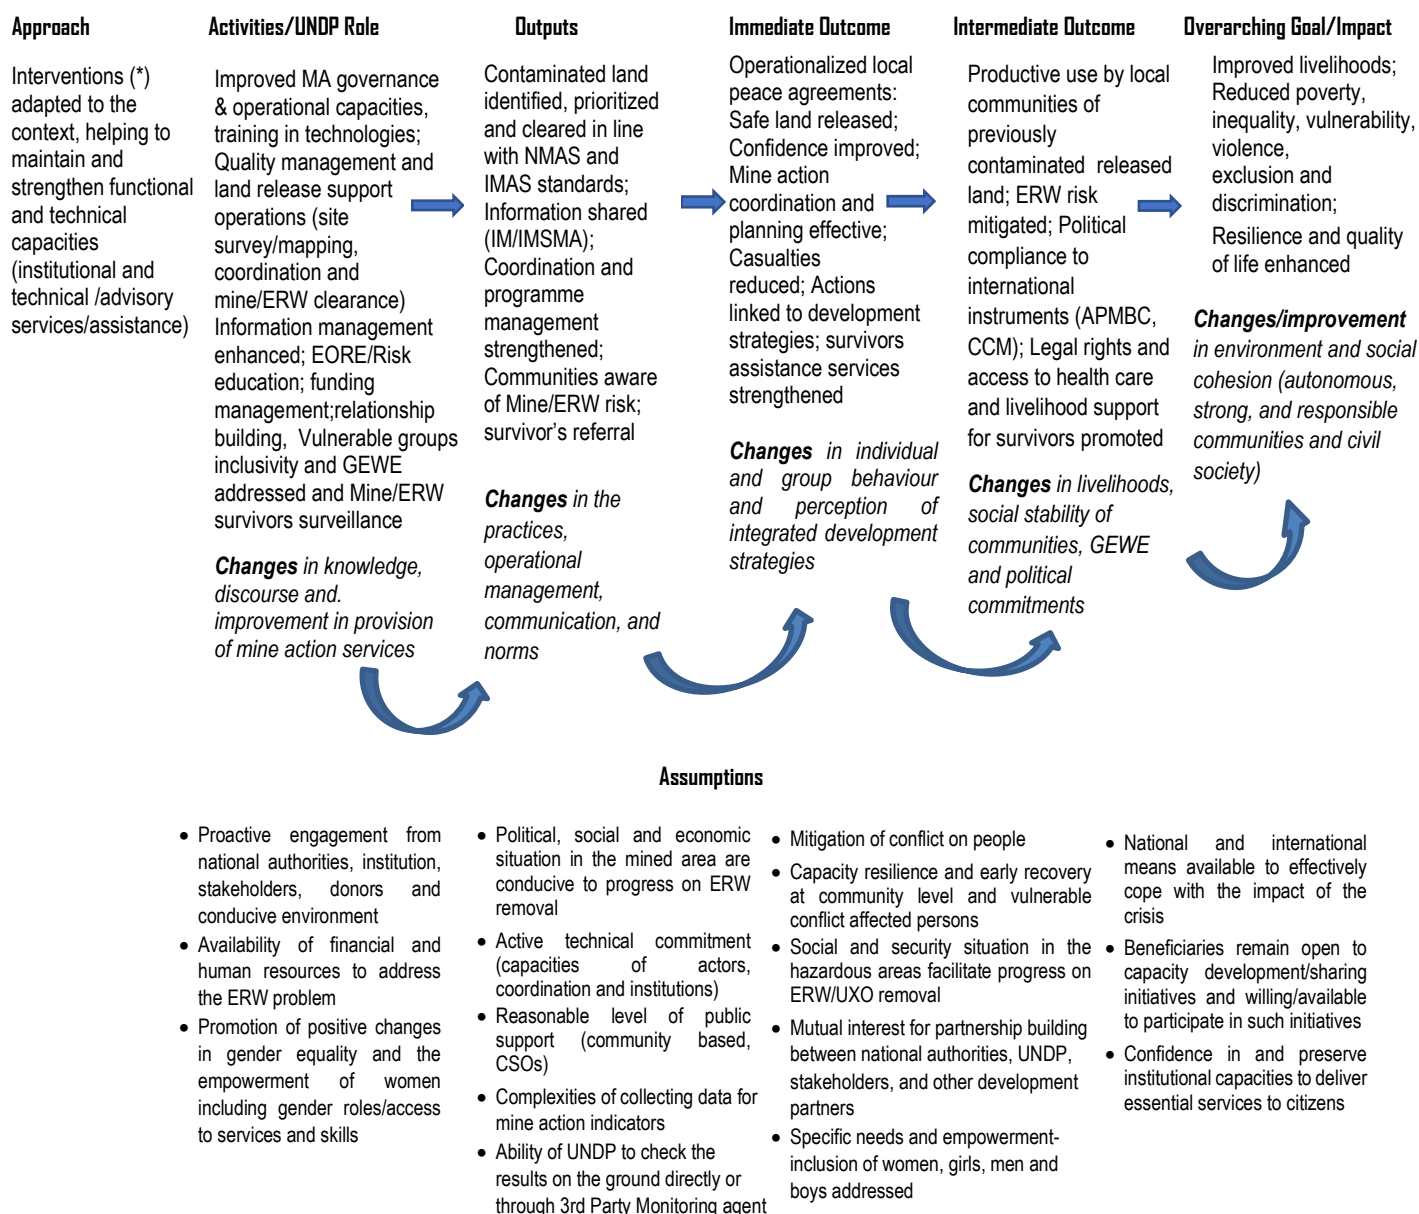 Approach
Interventions (*)
adapted to the
context, helping to
maintain and
strengthen functional
and technical
capacities
(institutional and
technical /advisory
services/assistance)
Activities/UNDP Role
Improved MA governance
& operational capacities,
training in technologies;
Quality management and
land release support
operations (site
survey/mapping,
coordination and
mine/ERW clearance)
Information management
enhanced; EORE/Risk
education; funding
management;relationship
building, Vulnerable groups
inclusivity and GEWE
addressed and Mine/ERW
survivors surveillance
Changes in knowledge,
discourse and.
improvement in provision
of mine action services
Outputs
Contaminated land
identified, prioritized
and cleared in line
with NMAS and
IMAS standards;
Information shared
(IM/IMSMA);
Coordination and
programme
management
strengthened;
Communities aware
of Mine/ERW risk;
survivor’s referral
Changes in the
practices,
operational
management,
communication, and
norms
Immediate Outcome
Operationalized local
peace agreements:
Safe land released;
Confidence improved;
Mine action
coordination and
planning effective;
Casualties
reduced; Actions
linked to development
strategies; survivors
assistance services
strengthened
Changes in individual
and group behaviour
and perception of
integrated development
strategies
Intermediate Outcome
Productive use by local
communities of
previously
contaminated released
land; ERW risk
mitigated; Political
compliance to
international
instruments (APMBC,
CCM); Legal rights and
access to health care
and livelihood support
for survivors promoted
Changes in livelihoods,
social stability of
communities, GEWE
and political
commitments
Overarching Goal/Impact
Improved livelihoods;
Reduced poverty,
inequality, vulnerability,
violence,
exclusion and
discrimination;
Resilience and quality
of life enhanced
Changes/improvement
in environment and social
cohesion (autonomous,
strong, and responsible
communities and civil
society)
Assumptions
• Proactive engagement from
national authorities, institution,
stakeholders, donors and
conducive environment
• Availability of financial and
human resources to address
the ERW problem
• Promotion of positive changes
in gender equality and the
empowerment of women
including gender roles/access
to services and skills
• Political, social and economic
situation in the mined area are
conducive to progress on ERW
removal
• Active technical commitment
(capacities of actors,
coordination and institutions)
• Reasonable level of public
support (community based,
CSOs)
• Complexities of collecting data for
mine action indicators
• Ability of UNDP to check the
results on the ground directly or
through 3rd Party Monitoring agent
• Mitigation of conflict on people
• Capacity resilience and early recovery
at community level and vulnerable
conflict affected persons
• Social and security situation in the
hazardous areas facilitate progress on
ERW/UXO removal
• Mutual interest for partnership building
between national authorities, UNDP,
stakeholders, and other development
partners
• Specific needs and empowerment-
inclusion of women, girls, men and
boys addressed
• National and international
means available to effectively
cope with the impact of the
crisis
• Beneficiaries remain open to
capacity development/sharing
initiatives and willing/available
to participate in such initiatives
• Confidence in and preserve
institutional capacities to deliver
essential services to citizens